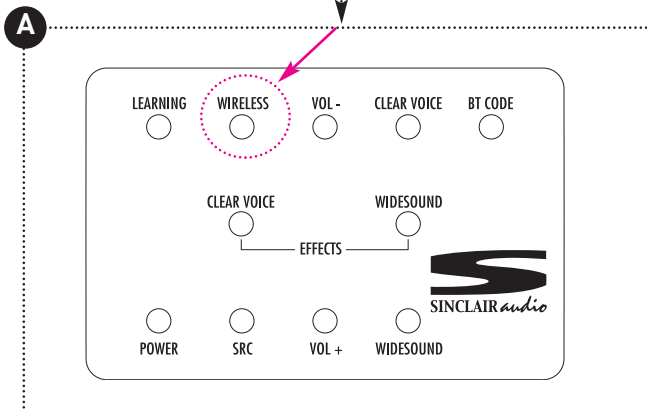 A
LEARNING WIRELESS VOL - CLEAR VOICE BT CODE
CLEAR VOICE WIDESOUND
EFFECTS
SINCLAIR audio
POWER SRC VOL + WIDESOUND